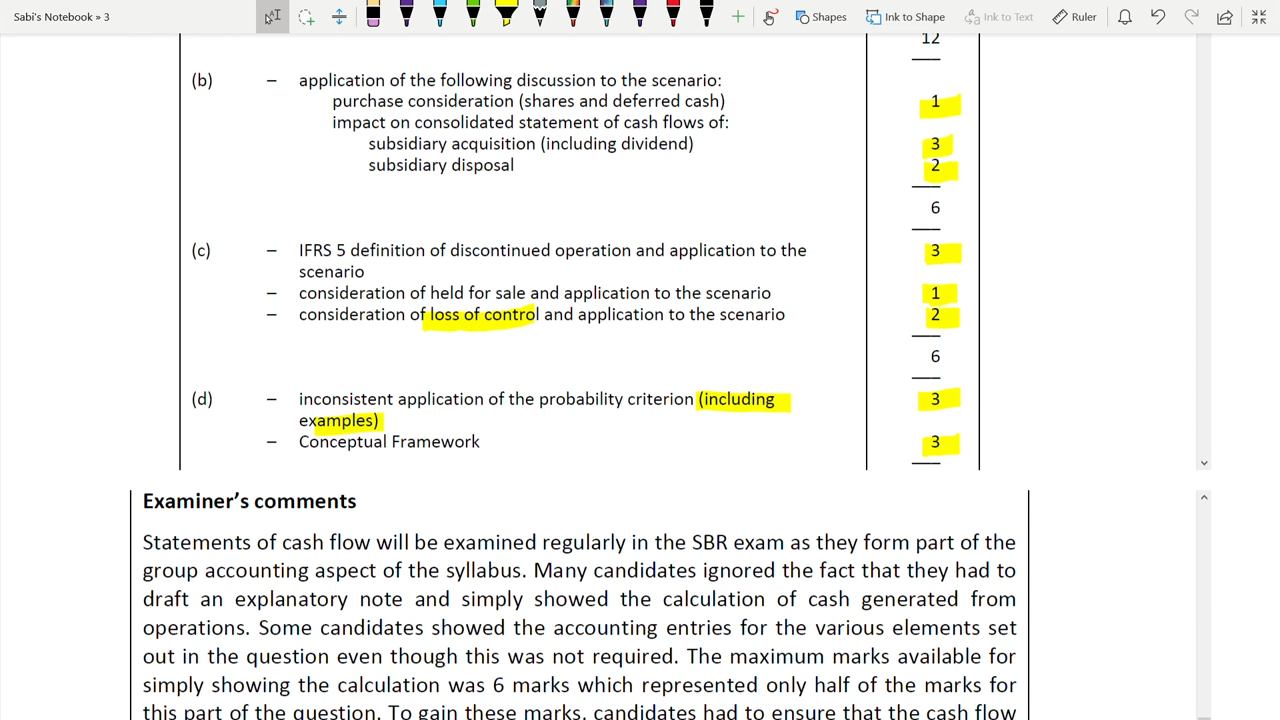 Sabi's Notebook » 3
Shapes
Ink to Shape
Ink to Text
Ruler
12
(b) – application of the following discussion to the scenario:
purchase consideration (shares and deferred cash) 1
impact on consolidated statement of cash flows of:
subsidiary acquisition (including dividend) 3
subsidiary disposal 2
6
(c) – IFRS 5 definition of discontinued operation and application to the 3
scenario
– consideration of held for sale and application to the scenario 1
– consideration of loss of control and application to the scenario 2
6
(d) – inconsistent application of the probability criterion (including 3
examples)
– Conceptual Framework 3
Examiner's comments
Statements of cash flow will be examined regularly in the SBR exam as they form part of the
group accounting aspect of the syllabus. Many candidates ignored the fact that they had to
draft an explanatory note and simply showed the calculation of cash generated from
operations. Some candidates showed the accounting entries for the various elements set
out in the question even though this was not required. The maximum marks available for
simply showing the calculation was 6 marks which represented only half of the marks for
this part of the question. To gain these marks, candidates had to ensure that the cash flow